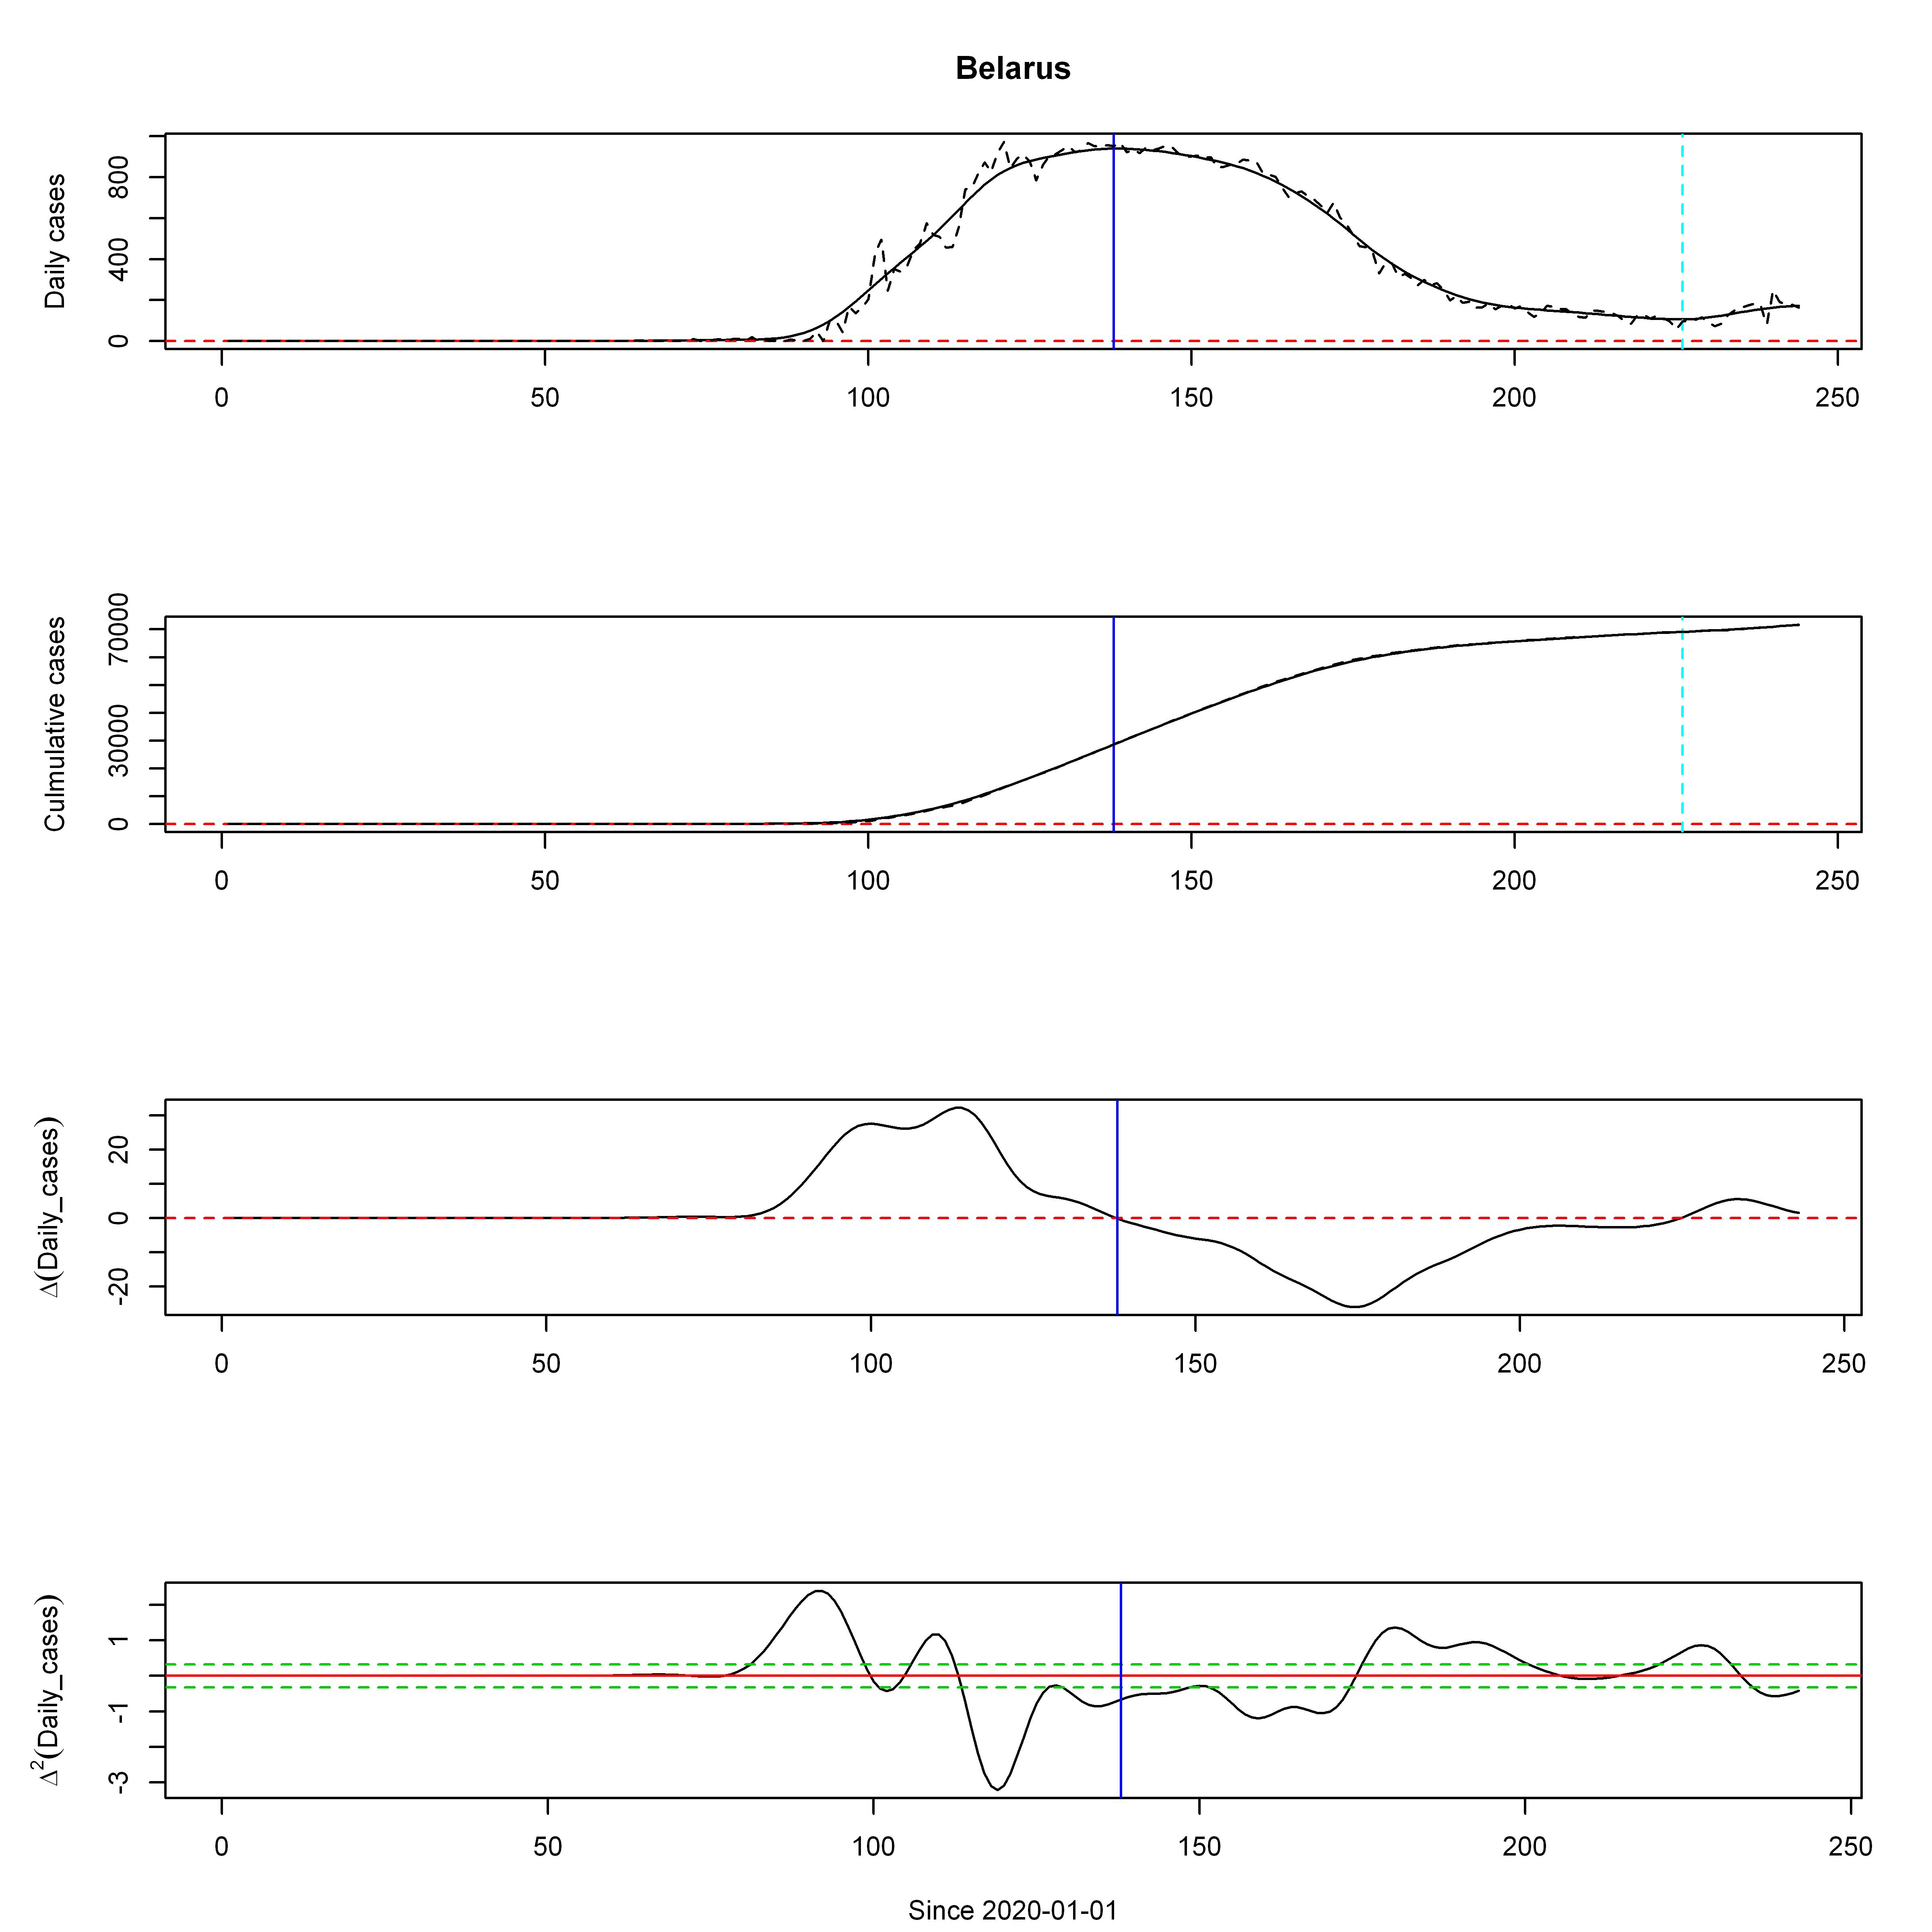 Belarus
Daily cases
800
400
0
0 50 100 150 200 250
Culmulative cases
70000
30000
0
0 50 100 150 200 250
Δ(Daily_cases)
20
0
-20
0 50 100 150 200 250
Δ²(Daily_cases)
1
-1
-3
0 50 100 150 200 250
Since 2020-01-01